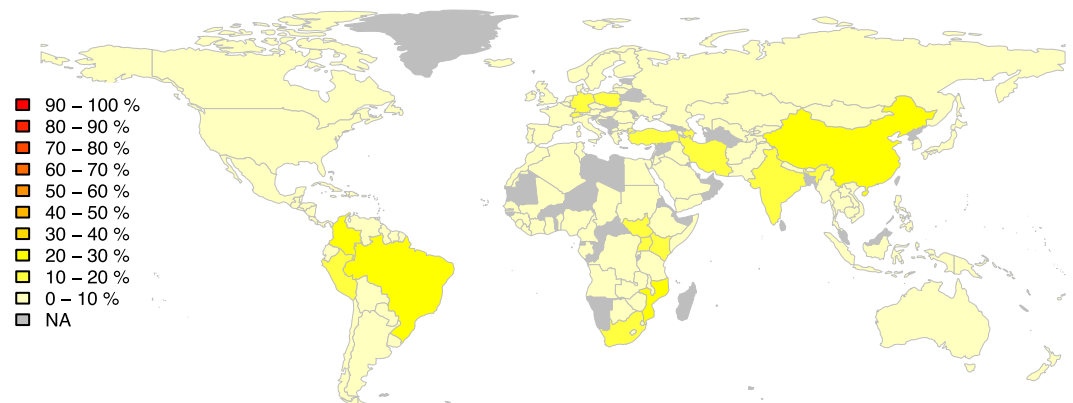 90 – 100 %
80 – 90 %
70 – 80 %
60 – 70 %
50 – 60 %
40 – 50 %
30 – 40 %
20 – 30 %
10 – 20 %
0 – 10 %
NA